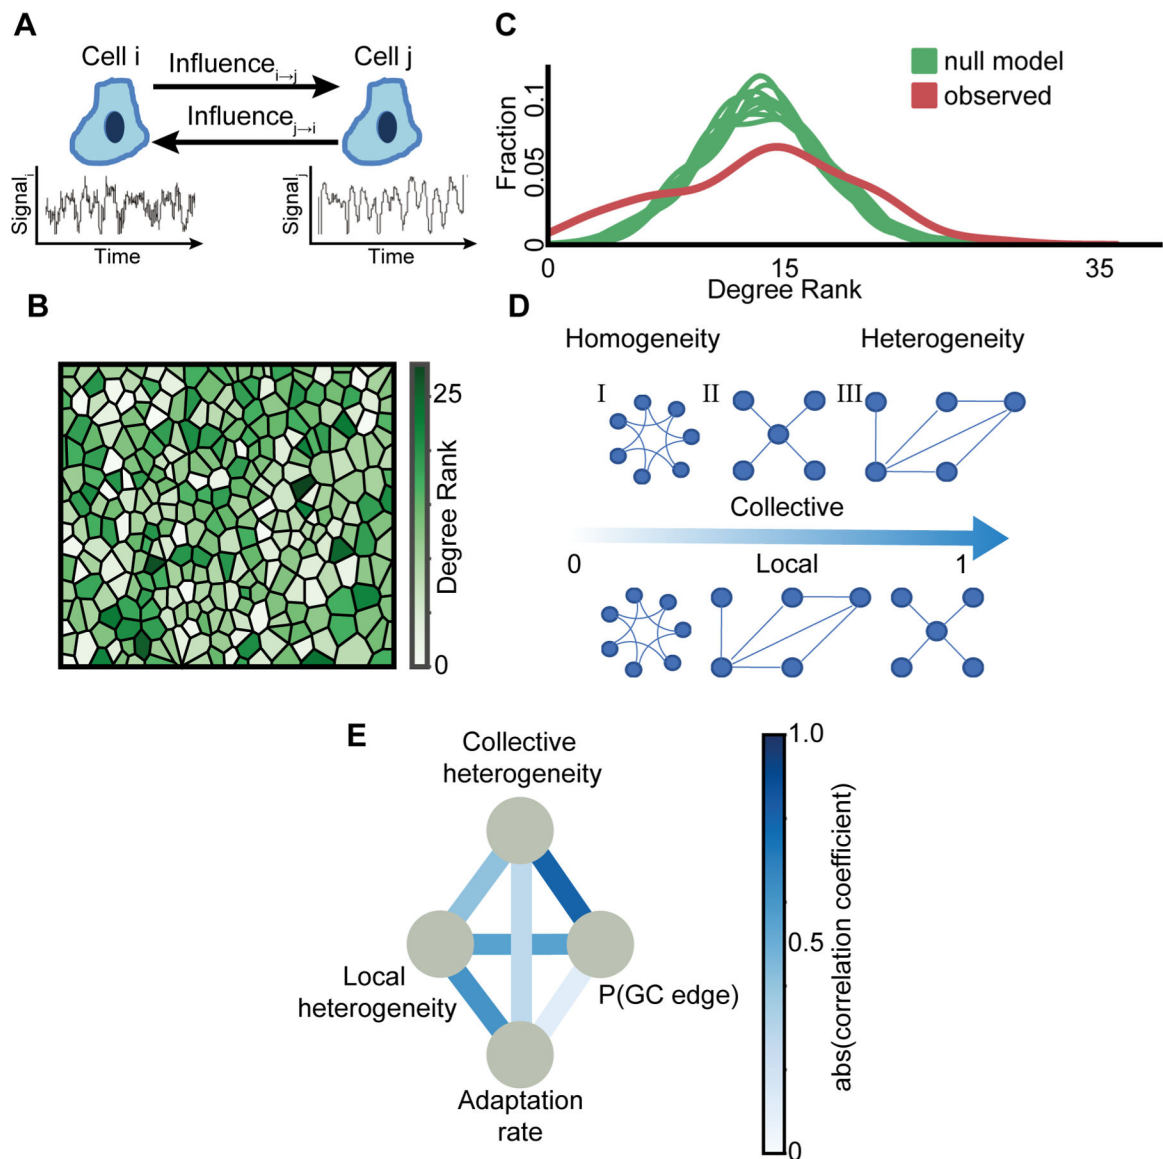 A
Cell i
Cell j
Influence i→j
Influence j→i
Signal i
Time
Signal j
Time
C
null model
observed
Fraction
0.1
0.05
0
0
15
35
Degree Rank
B
25
Degree Rank
0
D
Homogeneity
Heterogeneity
I
II
III
Collective
0
Local
1
E
Collective
heterogeneity
Local
heterogeneity
P(GC edge)
Adaptation
rate
1.0
0.5
0
abs(correlation coefficient)